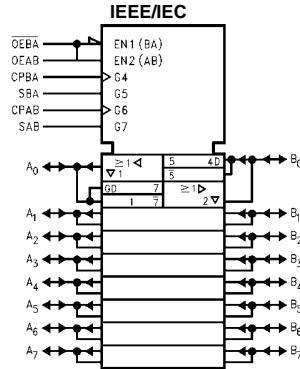 IEEE/IEC
OEBA EN1 (BA)
OEAB EN2 (AB)
CPBA G4
SBA G5
CPAB G6
SAB G7
A0 ≥1 5 4D B0
1 5
GD 7 ≥1
1 7 2
A1 B1
A2 B2
A3 B3
A4 B4
A5 B5
A6 B6
A7 B7